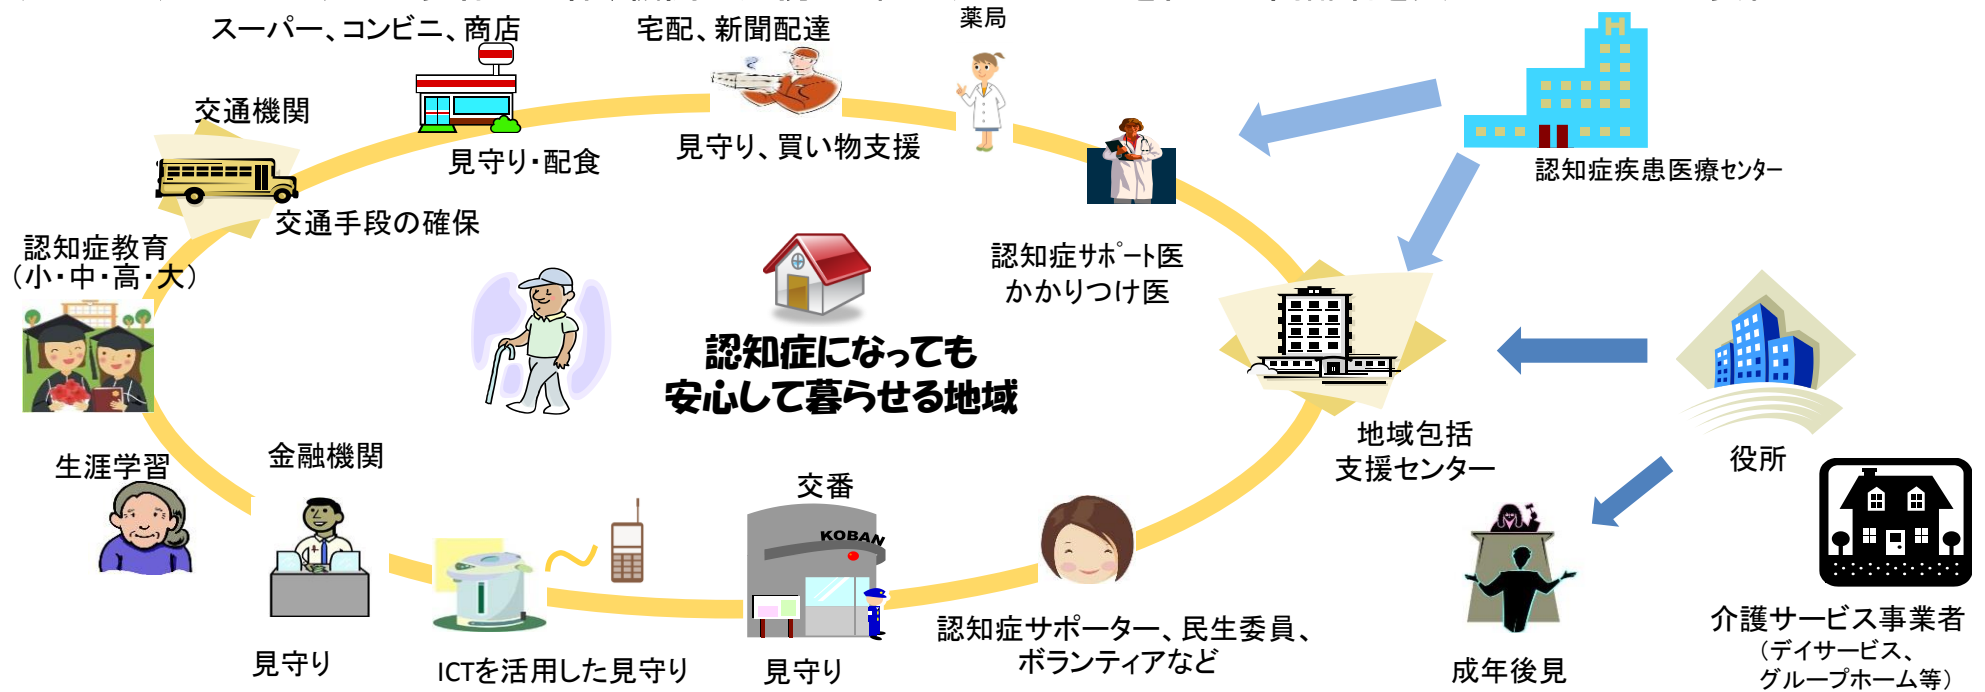 スーパー、コンビニ、商店
宅配、新聞配達
薬局
交通機関
見守り・配食
見守り、買い物支援
H
認知症疾患医療センター
交通手段の確保
認知症教育
（小・中・高・大）
認知症サポート医
かかりつけ医
認知症になっても
安心して暮らせる地域
地域包括
支援センター
役所
生涯学習
金融機関
交番
KOBAN
見守り
ICTを活用した見守り
見守り
認知症サポーター、民生委員、
ボランティアなど
成年後見
介護サービス事業者
（デイサービス、
グループホーム等）